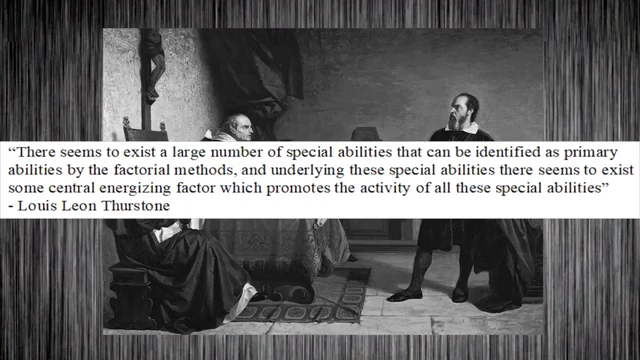 “There seems to exist a large number of special abilities that can be identified as primary
abilities by the factorial methods, and underlying these special abilities there seems to exist
some central energizing factor which promotes the activity of all these special abilities”
- Louis Leon Thurstone